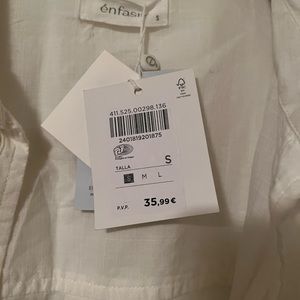 énfasis
S
411.525.00298.136
2401819201875
TALLA
S
S M L
P.V.P. 35,99 €